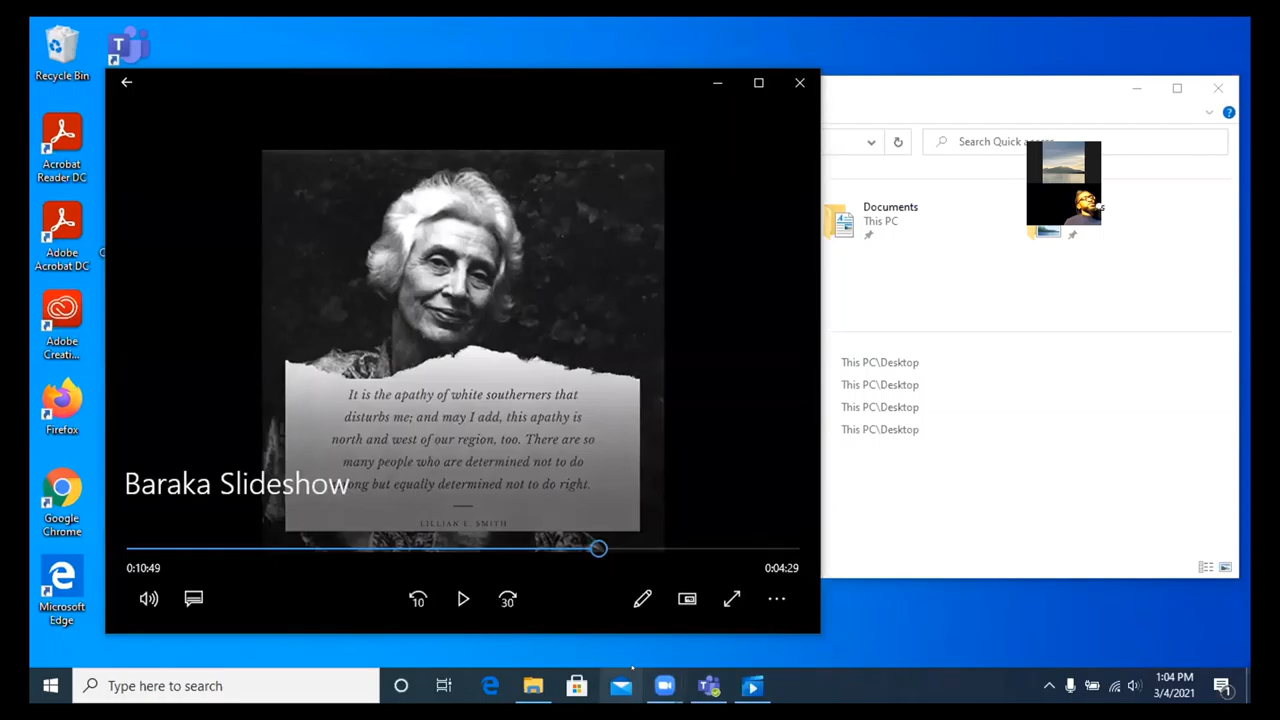 Recycle Bin
Acrobat
Reader DC
Adobe
Acrobat DC
Adobe
Creati...
Firefox
Google
Chrome
Microsoft
Edge
It is the apathy of white southerners that
disturbs me; and may I add, this apathy is
north and west of our region, too. There are so
many people who are determined not to do
but equally determined not to do right.
LILLIAN E. SMITH
Baraka Slideshow
0:10:49
0:04:29
10
30
Search Quick
Documents
This PC
This PC\Desktop
This PC\Desktop
This PC\Desktop
This PC\Desktop
Type here to search
1:04 PM
3/4/2021
1